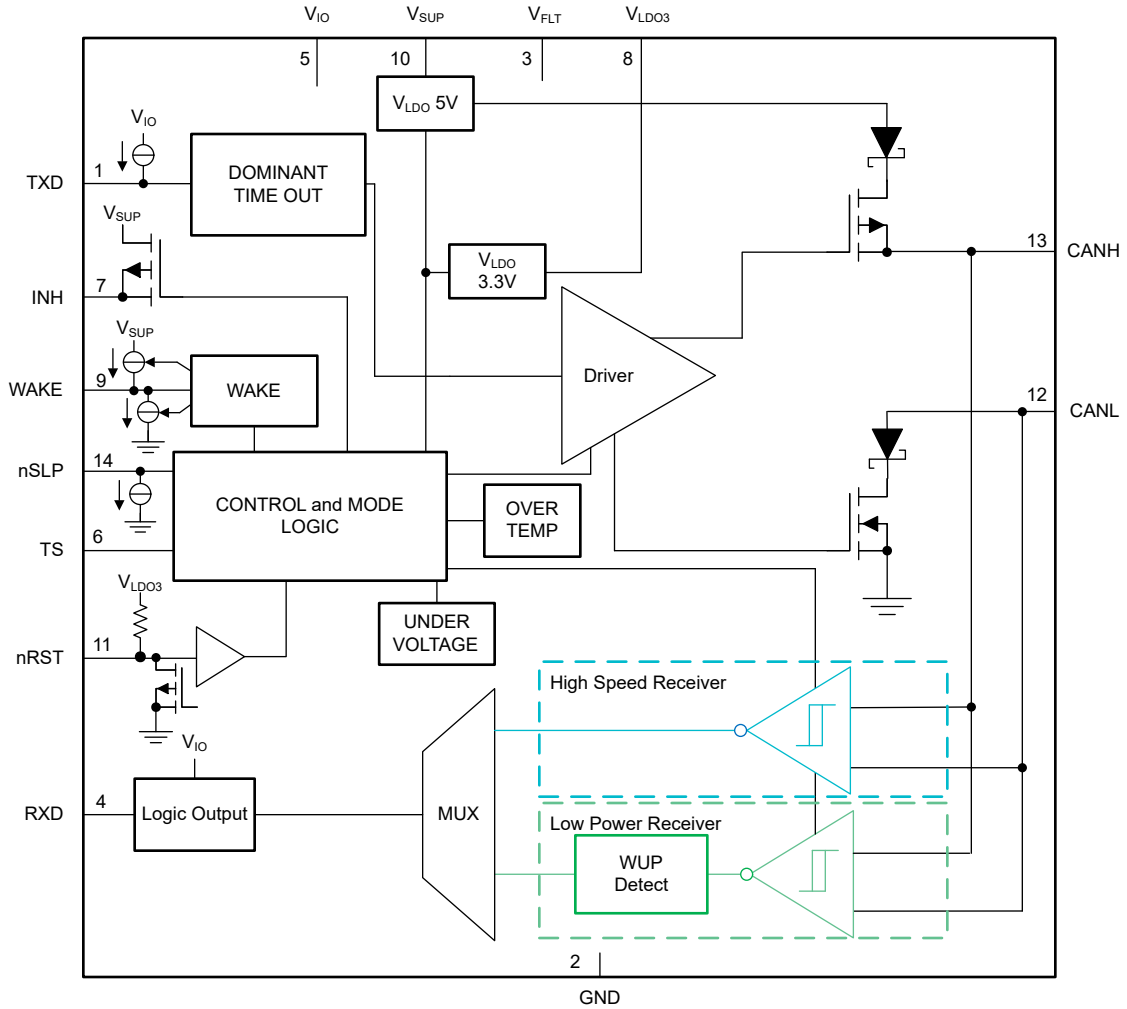 VIO
VSUP
VFLT
VLDO3
5
10
3
8
VLDO 5V
VIO
1
TXD
DOMINANT
TIME OUT
VSUP
7
INH
VLDO
3.3V
13
CANH
VSUP
9
WAKE
WAKE
Driver
12
CANL
14
nSLP
CONTROL and MODE
LOGIC
OVER
TEMP
6
TS
VLDO3
11
nRST
UNDER
VOLTAGE
High Speed Receiver
VIO
4
RXD
Logic Output
MUX
Low Power Receiver
WUP
Detect
2
GND